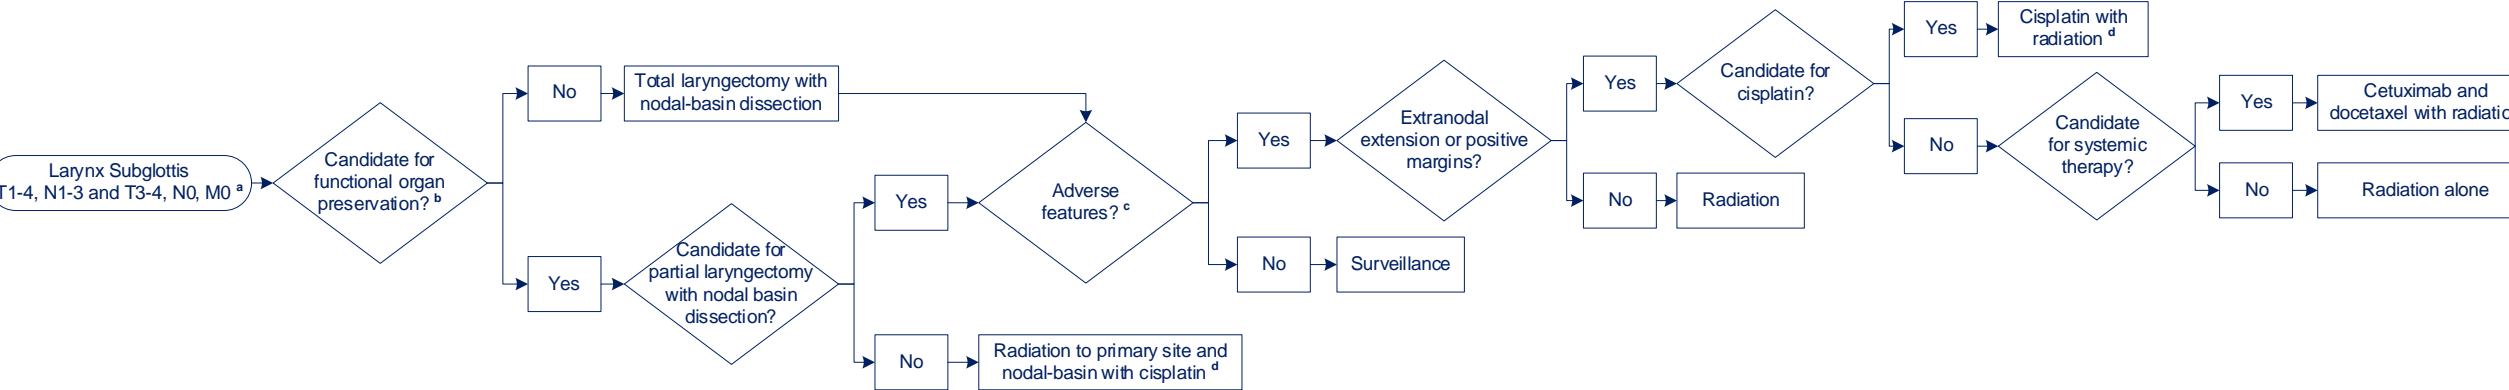 Larynx Subglottis
T1-4, N1-3 and T3-4, N0, M0 a
Candidate for
functional organ
preservation? b
No
Total laryngectomy with
nodal-basin dissection
Yes
Candidate for
partial laryngectomy
with nodal basin
dissection?
Yes
No
Radiation to primary site and
nodal-basin with cisplatin d
Adverse
features? c
Yes
No
Surveillance
Extranodal
extension or positive
margins?
Yes
No
Radiation
Candidate for
cisplatin?
Yes
Cisplatin with
radiation d
No
Candidate
for systemic
therapy?
Yes
Cetuximab and
docetaxel with radiatio
No
Radiation alone